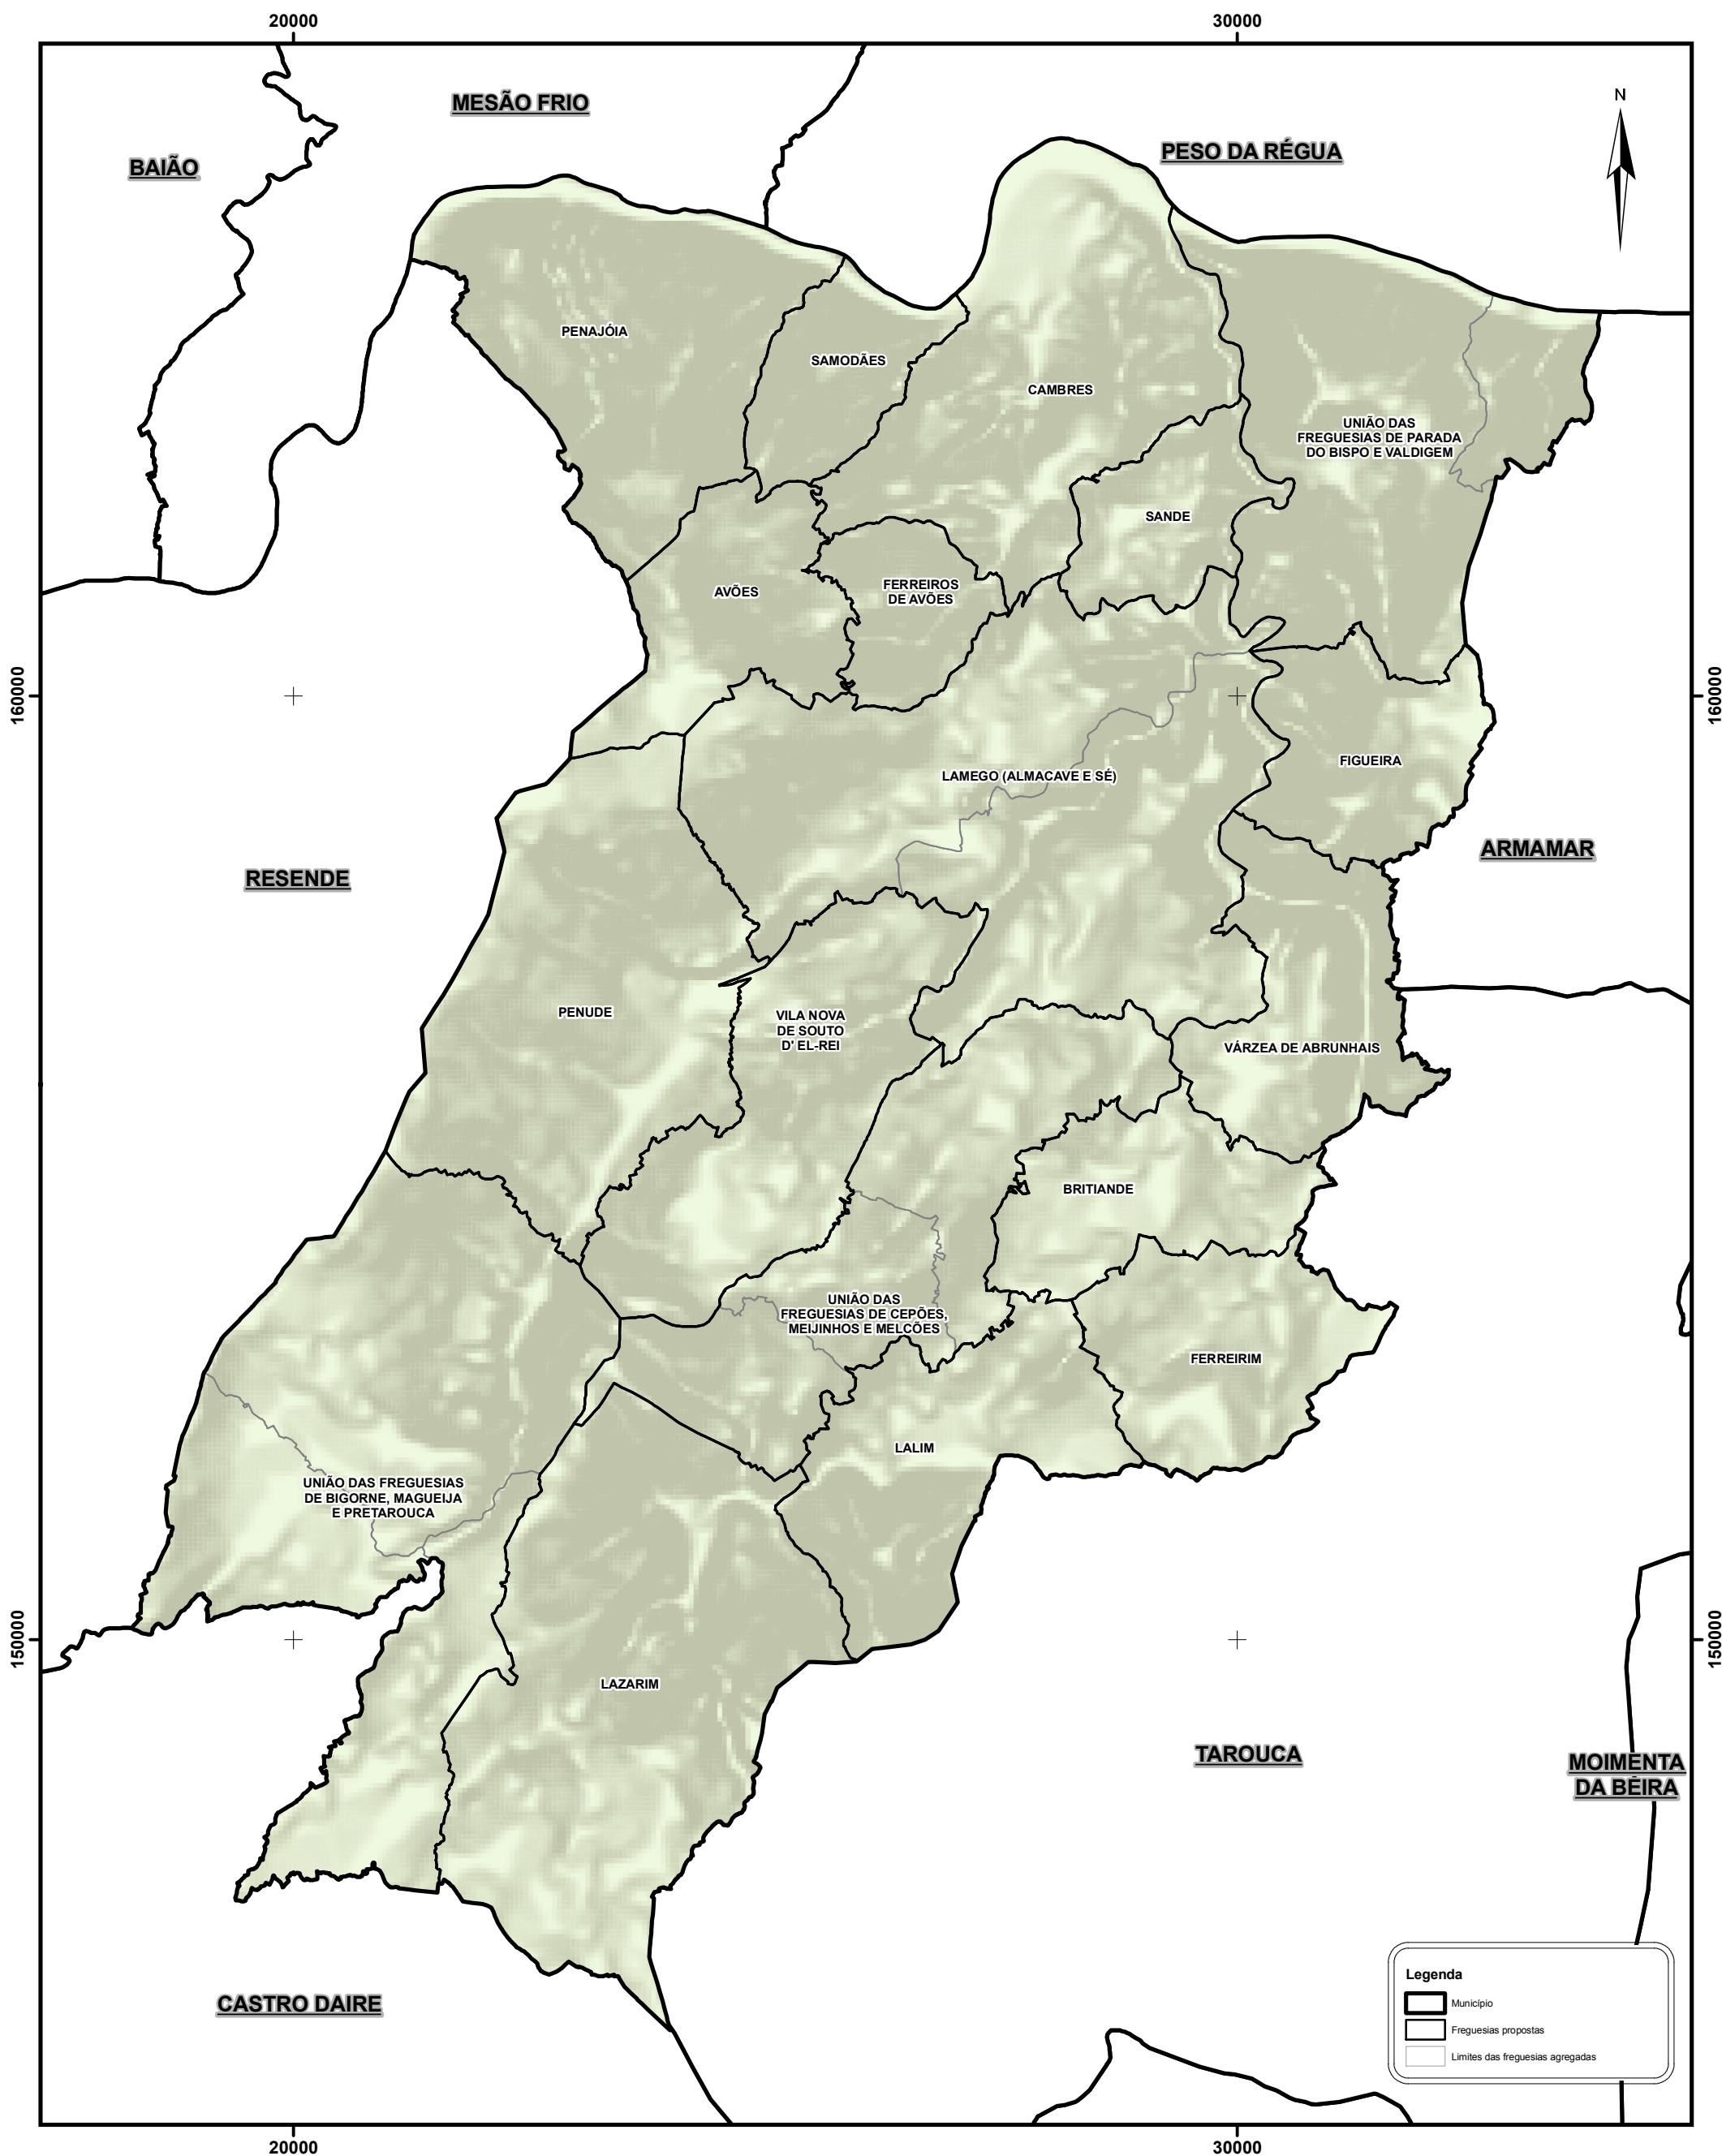 20000
30000
MESÃO FRIO
N
PESO DA RÉGUA
BAIÃO
PENAJÓIA
SAMODÃES
CAMBRES
UNIÃO DAS
FREGUESIAS DE PARADA
DO BISPO E VALDIGEM
SANDE
AVÕES
FERREIROS
DE AVÕES
160000
160000
FIGUEIRA
LAMEGO (ALMACAVE E SÉ)
ARMAMAR
RESENDE
PENUDE
VILA NOVA
DE SOUTO
D' EL-REI
VÁRZEA DE ABRUNHAIS
BRITIANDE
UNIÃO DAS
FREGUESIAS DE CEPÕES,
MEIJINHOS E MELCÕES
FERREIRIM
LALIM
UNIÃO DAS FREGUESIAS
DE BIGORNE, MAGUEIJA
E PRETAROUCA
150000
150000
LAZARIM
TAROUCA
MOIMENTA
DA BEIRA
CASTRO DAIRE
Legenda
Município
Freguesias propostas
Limites das freguesias agregadas
20000
30000